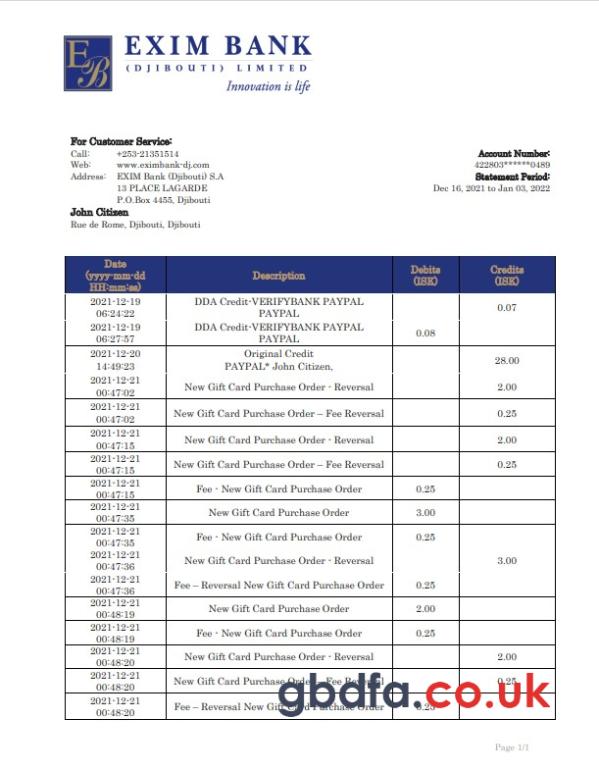 EB
EXIM BANK
(DJIBOUTI) LIMITED
Innovation is life
For Customer Service:
Call: +253-21351514
Web: www.eximbank-dj.com
Address: EXIM Bank (Djibouti) S.A
13 PLACE LAGARDE
P.O.Box 4455, Djibouti
John Citizen
Rue de Rome, Djibouti, Djibouti
Account Number:
422803******0489
Statement Period:
Dec 16, 2021 to Jan 03, 2022
Date
(yyyy-mm-dd
HH:mm:ss)
Description
Debits
(ISK)
Credits
(ISK)
2021-12-19
06:24:22
DDA Credit-VERIFYBANK PAYPAL
PAYPAL
0.07
2021-12-19
06:27:57
DDA Credit-VERIFYBANK PAYPAL
PAYPAL
0.08
2021-12-20
14:49:23
Original Credit
PAYPAL* John Citizen,
28.00
2021-12-21
00:47:02
New Gift Card Purchase Order - Reversal
2.00
2021-12-21
00:47:02
New Gift Card Purchase Order – Fee Reversal
0.25
2021-12-21
00:47:15
New Gift Card Purchase Order - Reversal
2.00
2021-12-21
00:47:15
New Gift Card Purchase Order – Fee Reversal
0.25
2021-12-21
00:47:15
Fee - New Gift Card Purchase Order
0.25
2021-12-21
00:47:35
New Gift Card Purchase Order
3.00
2021-12-21
00:47:35
Fee - New Gift Card Purchase Order
0.25
2021-12-21
00:47:36
New Gift Card Purchase Order - Reversal
3.00
2021-12-21
00:47:36
Fee – Reversal New Gift Card Purchase Order
0.25
2021-12-21
00:48:19
New Gift Card Purchase Order
2.00
2021-12-21
00:48:19
Fee - New Gift Card Purchase Order
0.25
2021-12-21
00:48:20
New Gift Card Purchase Order - Reversal
2.00
2021-12-21
00:48:20
New Gift Card Purchase Order - Fee Reversal
0.25
2021-12-21
00:48:20
Fee – Reversal New Gift Card Purchase Order
0.25
gbdfa.co.uk
Page 1/1